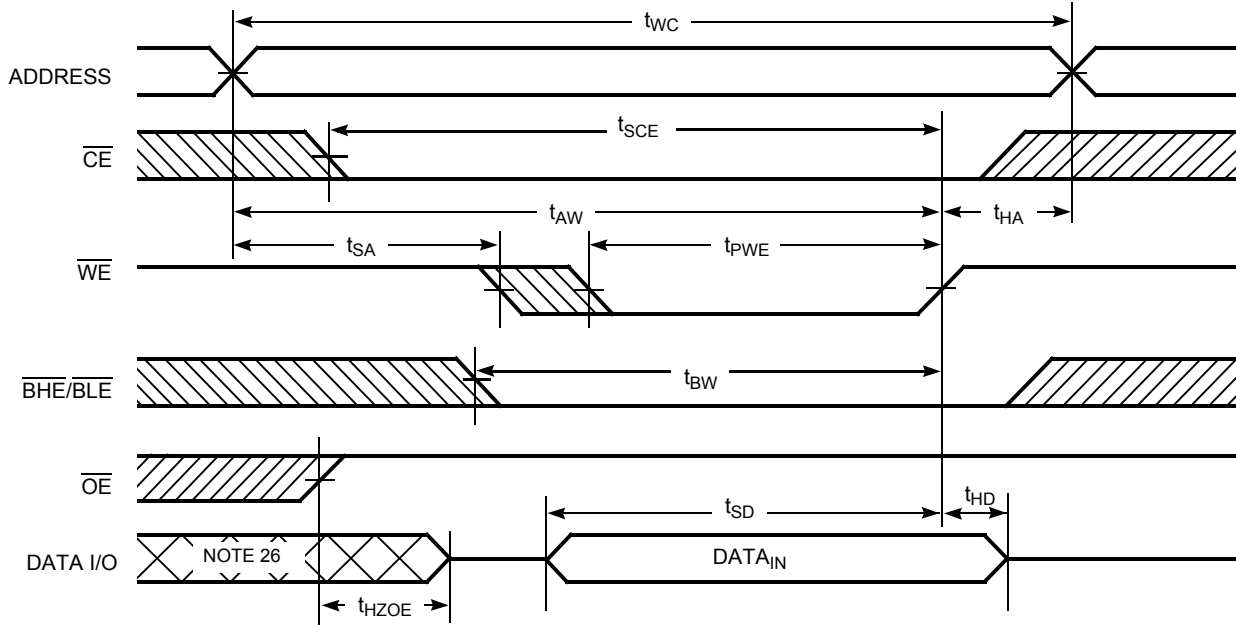 tWC
ADDRESS
tSCE
CE
tAW
tHA
tSA
tPWE
WE
tBW
BHE/BLE
OE
tSD
tHD
DATA I/O
NOTE 26
DATAIN
tHZOE